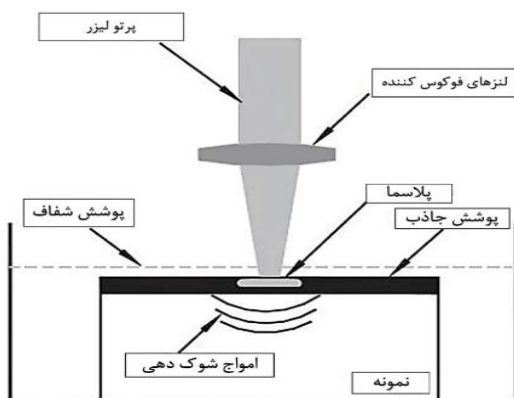 پرتو لیزر
لنزهای فوکوس کننده
پلاسما
پوشش شفاف
پوشش جاذب
امواج شوک دهی
نمونه